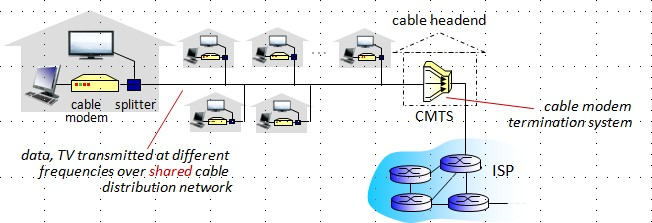 cable headend
...
cable
modem
splitter
CMTS
cable modem
termination system
data, TV transmitted at different
frequencies over shared cable
distribution network
ISP